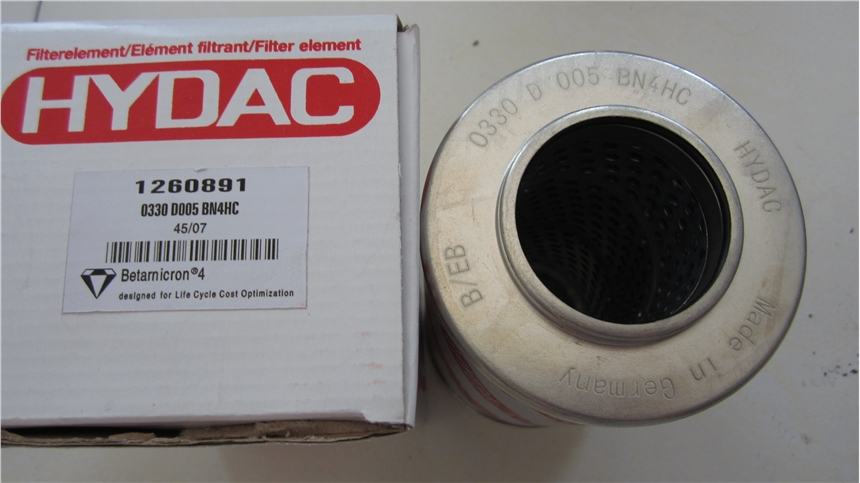 Filterelement/Elément filtrant/Filter element
HYDAC
1260891
0330 D005 BN4HC
45/07
Betamicron®4
designed for Life Cycle Cost Optimization
0330 D 005 BN4HC
HYDAC
Made in Germany
B/EB